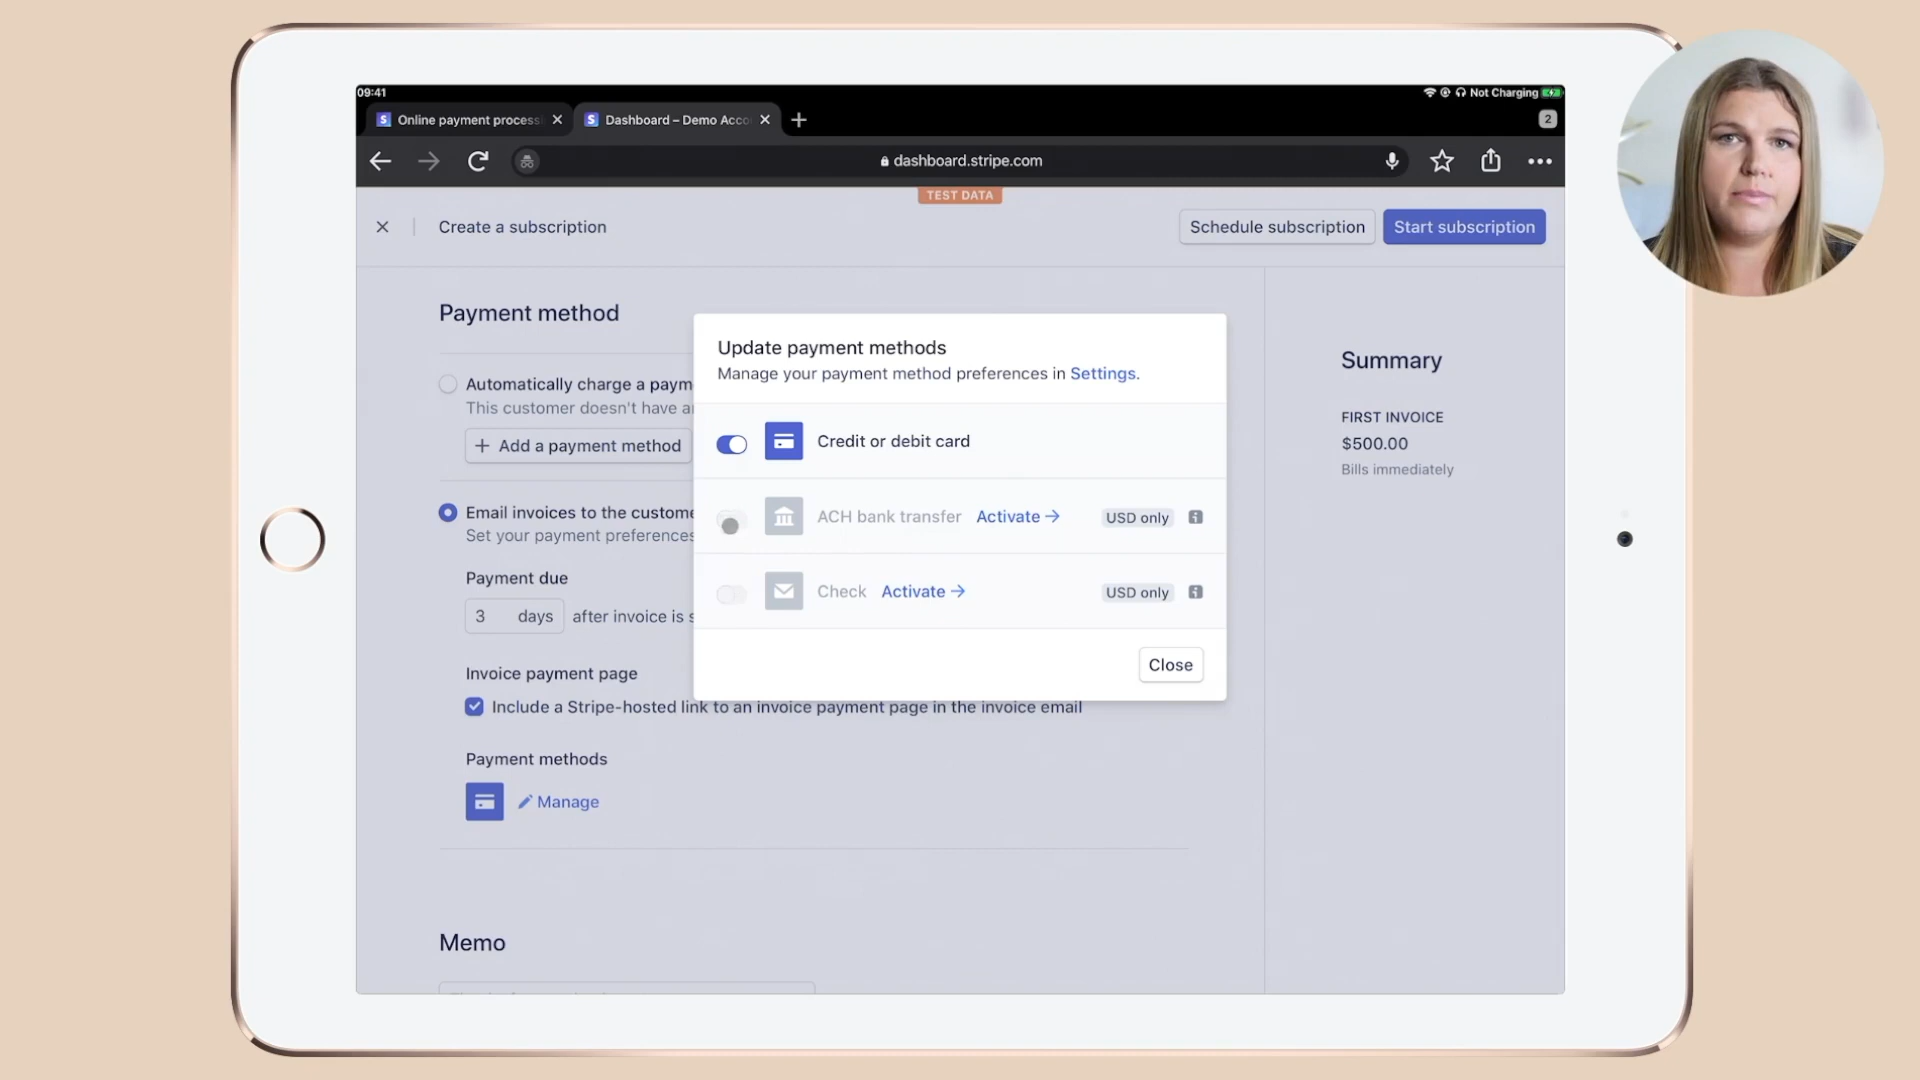 09:41
Not Charging
Online payment process
Dashboard – Demo Acco
2
dashboard.stripe.com
TEST DATA
Create a subscription
Schedule subscription
Start subscription
Payment method
Automatically charge a paym
This customer doesn't have a
+ Add a payment method
Email invoices to the custome
Set your payment preferences
Payment due
3 days after invoice is s
Invoice payment page
Include a Stripe-hosted link to an invoice payment page in the invoice email
Payment methods
Manage
Memo
Update payment methods
Manage your payment method preferences in Settings.
Credit or debit card
ACH bank transfer Activate → USD only
Check Activate → USD only
Close
Summary
FIRST INVOICE
$500.00
Bills immediately